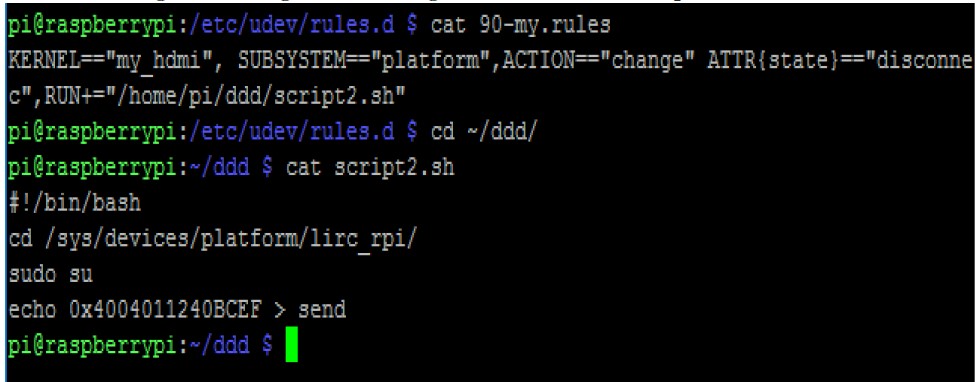 pi@raspberrypi:/etc/udev/rules.d $ cat 90-my.rules
KERNEL=="my_hdmi", SUBSYSTEM=="platform",ACTION=="change" ATTR{state}=="disconne
c",RUN+="/home/pi/ddd/script2.sh"
pi@raspberrypi:/etc/udev/rules.d $ cd ~/ddd/
pi@raspberrypi:~/ddd $ cat script2.sh
#!/bin/bash
cd /sys/devices/platform/lirc_rpi/
sudo su
echo 0x4004011240BCEF > send
pi@raspberrypi:~/ddd $